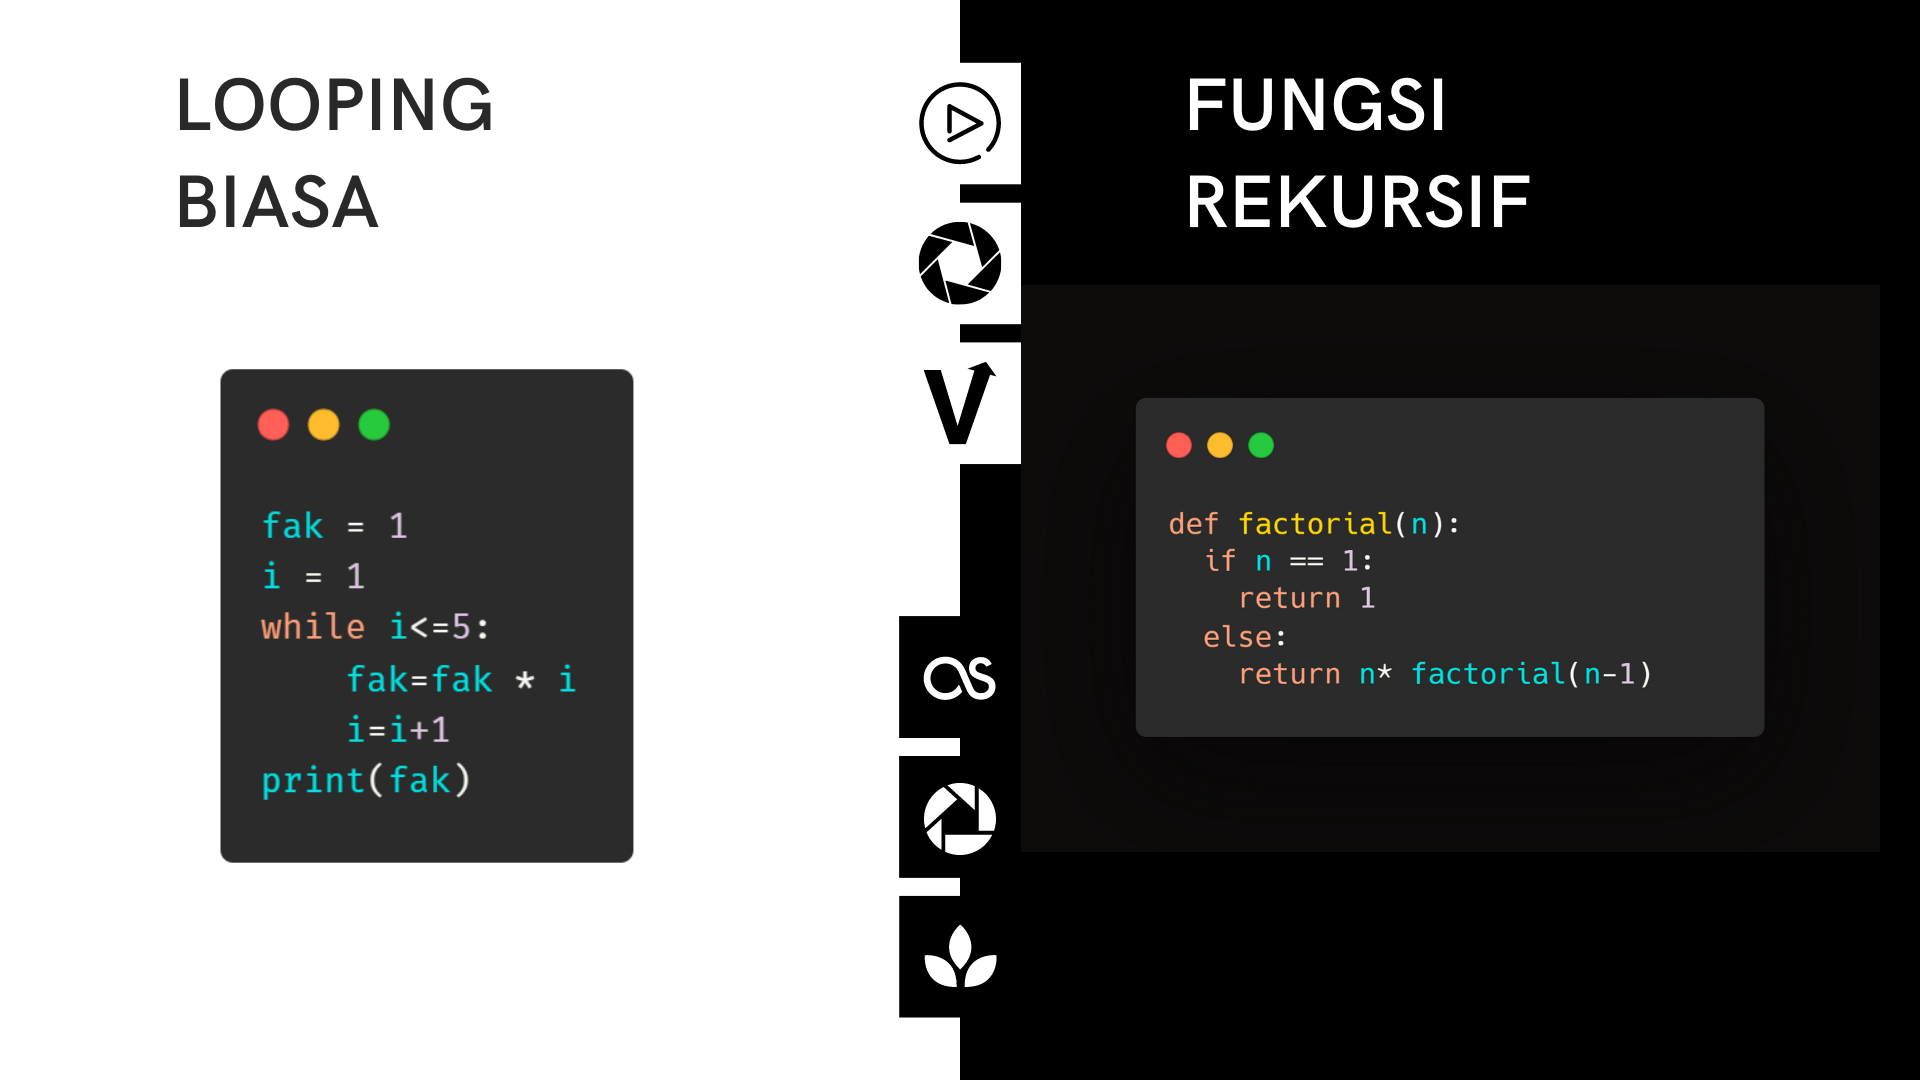 LOOPING
BIASA
fak = 1
i = 1
while i<=5:
    fak=fak * i
    i=i+1
print(fak)
FUNGSI
REKURSIF
def factorial(n):
  if n == 1:
    return 1
  else:
    return n* factorial(n-1)